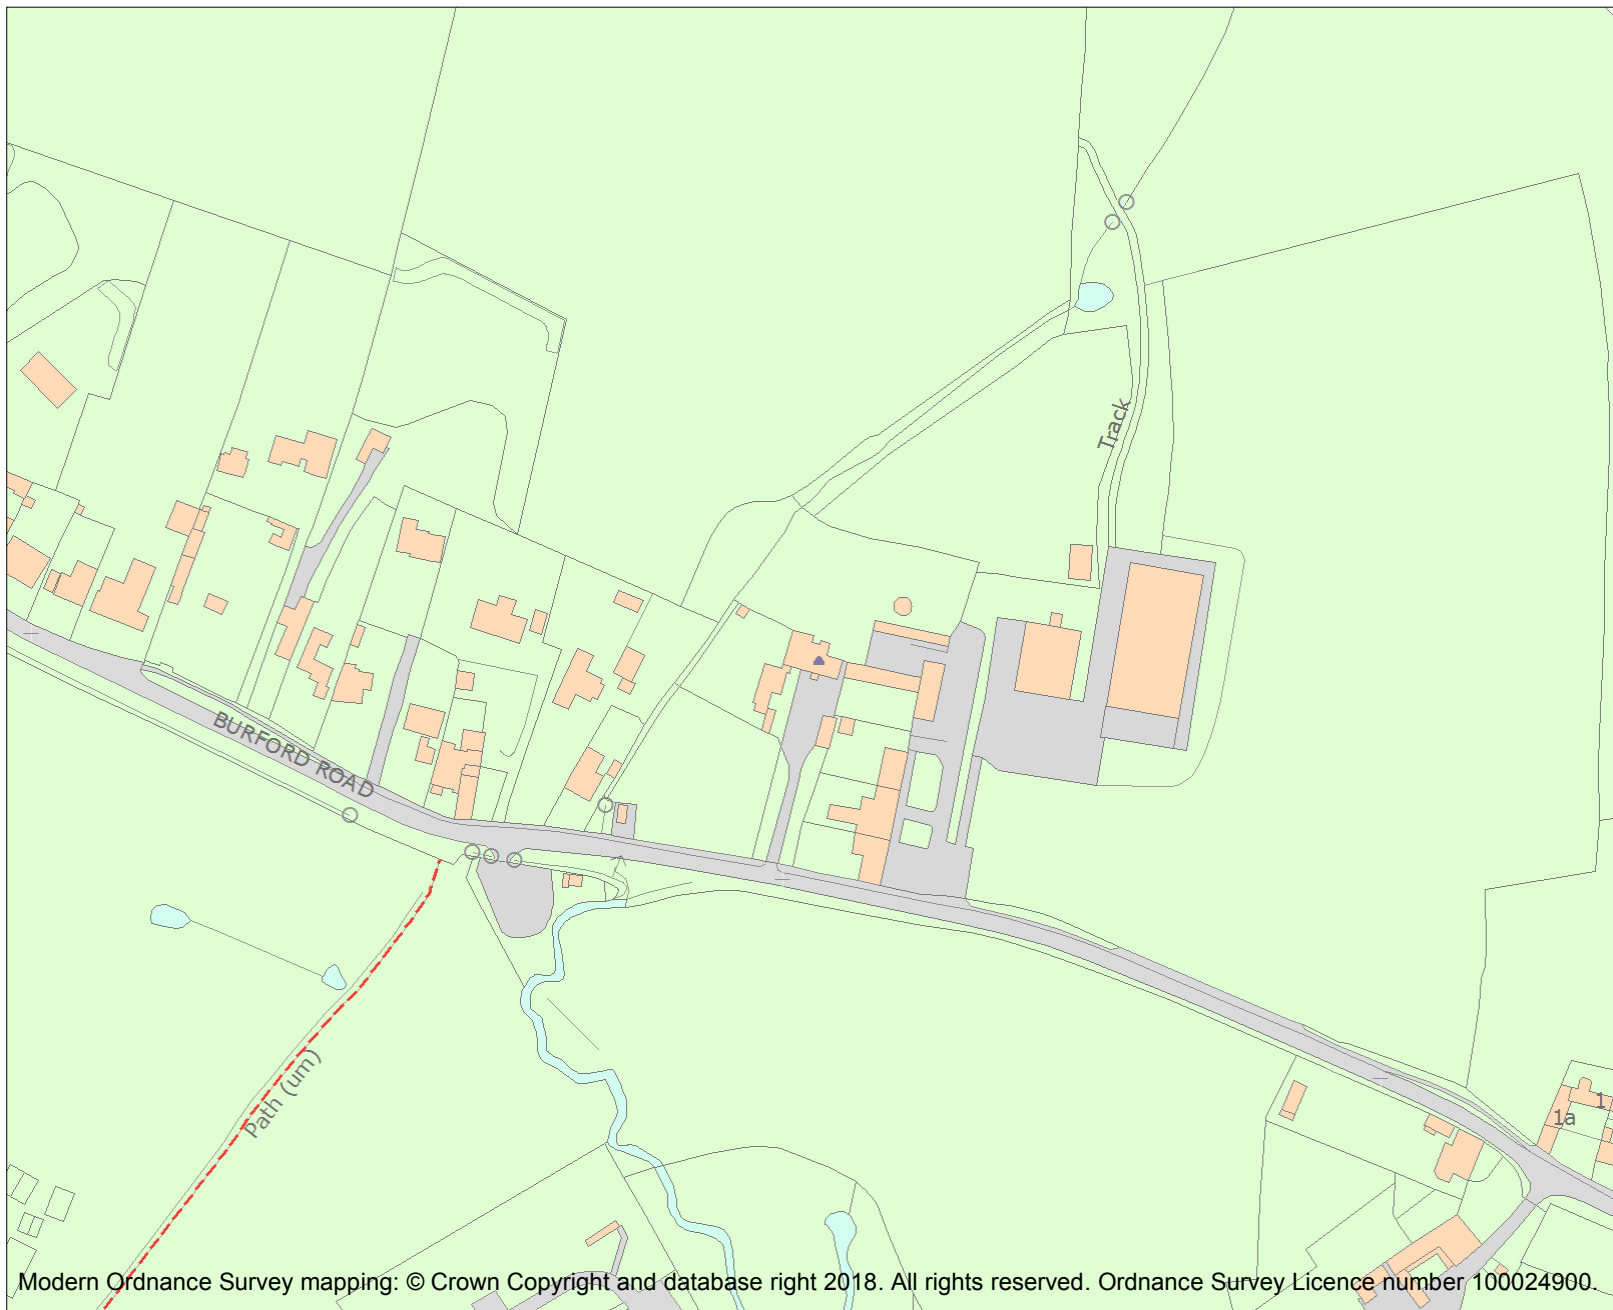 Track
BURFORD ROAD
Path (um)
1
1a
Modern Ordnance Survey mapping: © Crown Copyright and database right 2018. All rights reserved. Ordnance Survey Licence number 100024900.